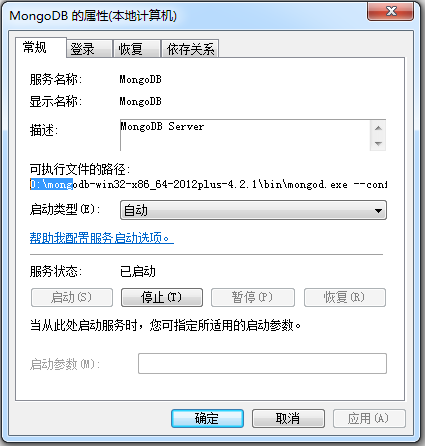 MongoDB 的属性(本地计算机)
常规 登录 恢复 依存关系
服务名称: MongoDB
显示名称: MongoDB
描述: MongoDB Server
可执行文件的路径:
D:\mongodb-win32-x86_64-2012plus-4.2.1\bin\mongod.exe --conf
启动类型(E): 自动
帮助我配置服务启动选项。
服务状态: 已启动
启动(S) 停止(T) 暂停(P) 恢复(R)
当从此处启动服务时，您可指定所适用的启动参数。
启动参数(M):
确定 取消 应用(A)